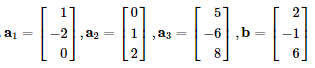 , a₁ = [1 -2 0], a₂ = [0 1 2], a₃ = [5 -6 8], b = [2 -1 6]